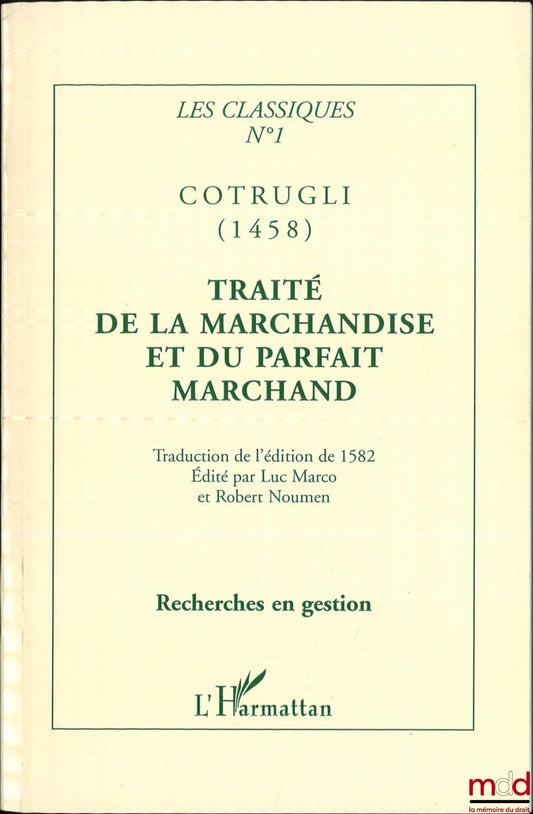 LES CLASSIQUES
N°1
COTRUGLI
(1458)
TRAITÉ
DE LA MARCHANDISE
ET DU PARFAIT
MARCHAND
Traduction de l'édition de 1582
Édité par Luc Marco
et Robert Noumen
Recherches en gestion
L'Harmattan
mdd
la mémoire du droit